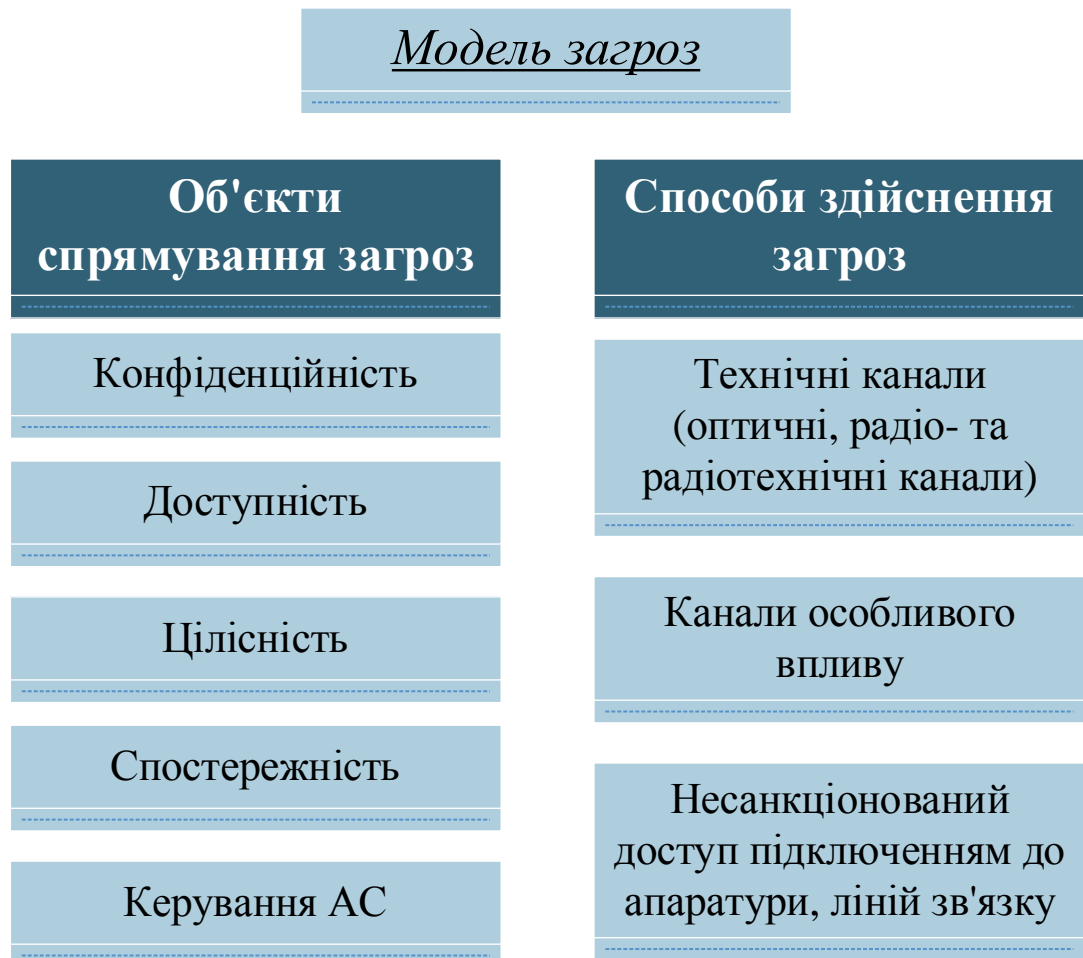 Модель загроз
Об'єкти
спрямування загроз
Конфіденційність
Доступність
Цілісність
Спостережність
Керування АС
Способи здійснення
загроз
Технічні канали
(оптичні, радіо- та
радіотехнічні канали)
Канали особливого
впливу
Несанкціонований
доступ підключенням до
апаратури, ліній зв'язку